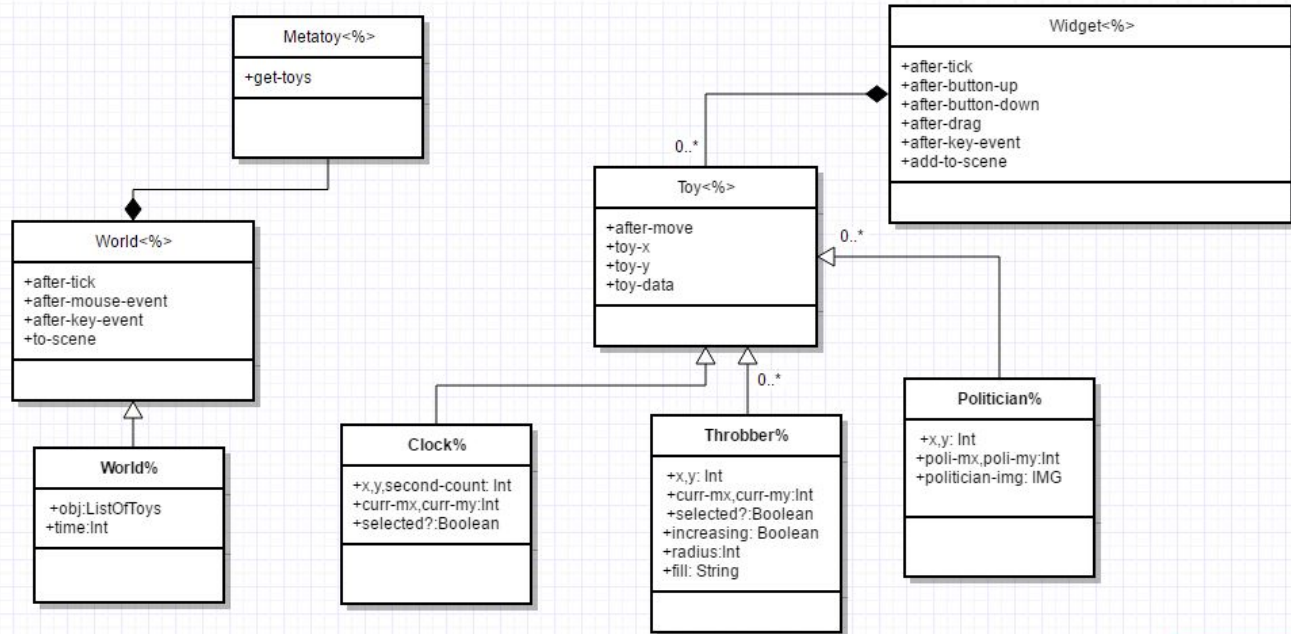 Metatoy<%>
+get-toys
Widget<%>
+after-tick
+after-button-up
+after-button-down
+after-drag
+after-key-event
+add-to-scene
0..*
Toy<%>
+after-move
+toy-x
+toy-y
+toy-data
0..*
World<%>
+after-tick
+after-mouse-event
+after-key-event
+to-scene
0..*
World%
+obj:ListOfToys
+time:Int
Clock%
+x,y,second-count: Int
+curr-mx,curr-my:Int
+selected?:Boolean
Throbber%
+x,y: Int
+curr-mx,curr-my:Int
+selected?:Boolean
+increasing: Boolean
+radius:Int
+fill: String
Politician%
+x,y: Int
+poli-mx,poli-my:Int
+politician-img: IMG